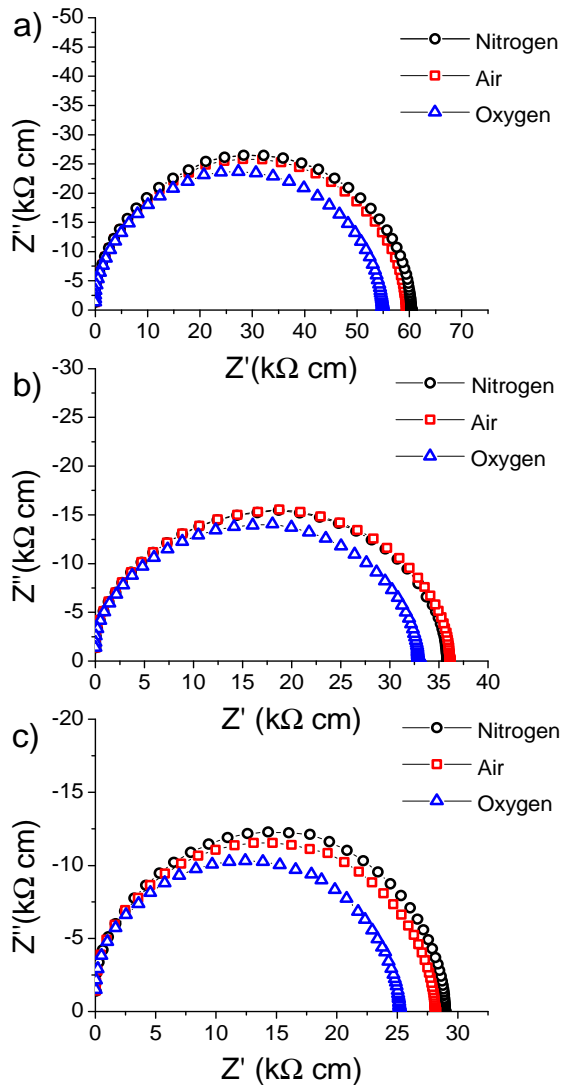 a)
-50
-45
-40
-35
-30
-25
-20
-15
-10
-5
0
Z''(kΩ cm)
Nitrogen
Air
Oxygen
0 10 20 30 40 50 60 70
Z'(kΩ cm)
b)
-30
-25
-20
-15
-10
-5
0
Z''(kΩ cm)
Nitrogen
Air
Oxygen
0 5 10 15 20 25 30 35 40
Z' (kΩ cm)
c)
-20
-15
-10
-5
0
Z''(kΩ cm)
Nitrogen
Air
Oxygen
0 5 10 15 20 25 30
Z' (kΩ cm)